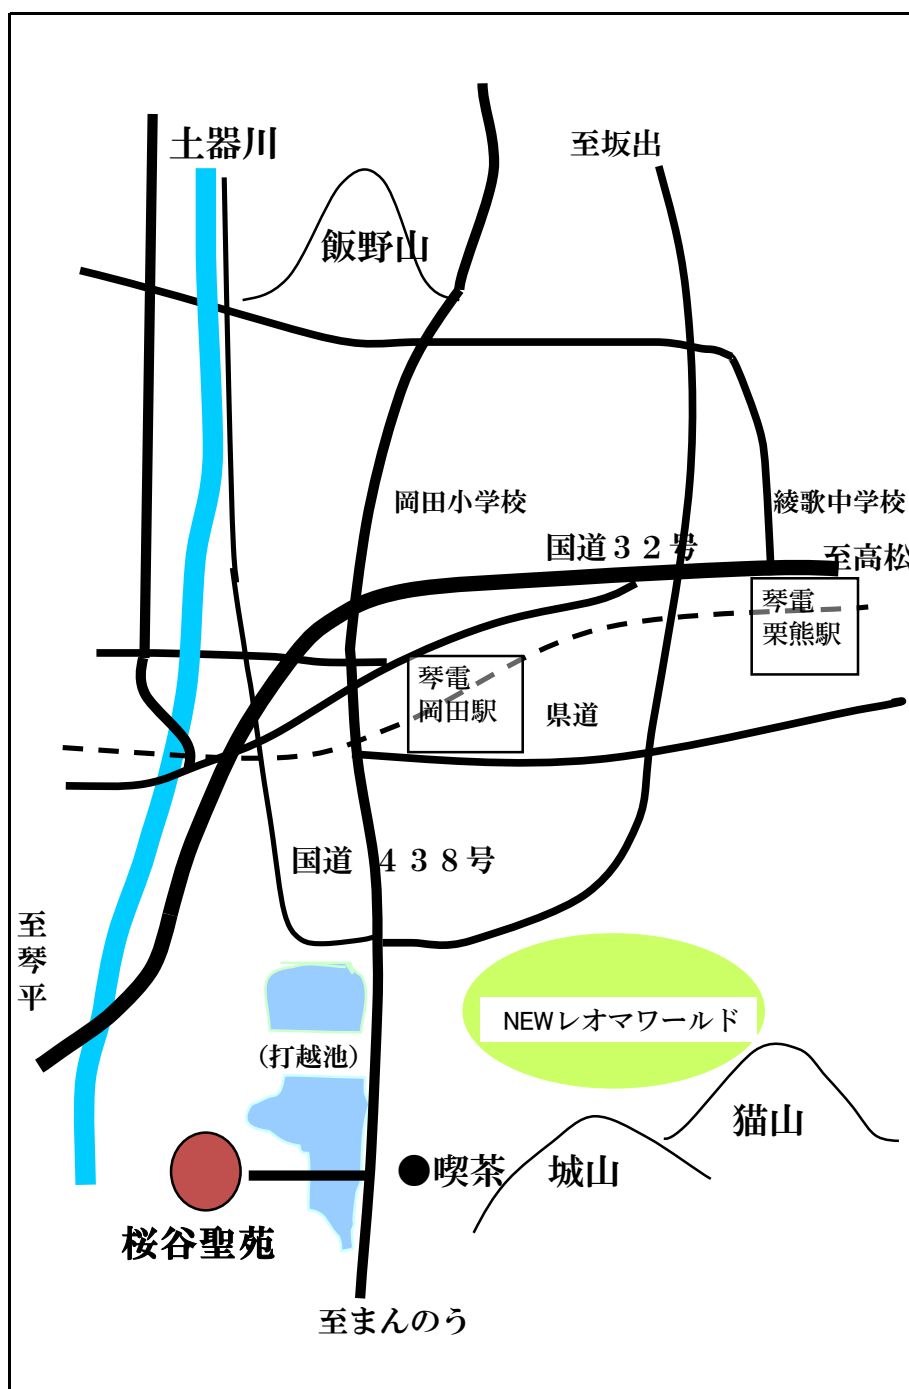 土器川
至坂出
飯野山
岡田小学校
綾歌中学校
国道３２号
至高松
琴電
栗熊駅
琴電
岡田駅
県道
国道　４３８号
至琴平
NEWレオマワールド
（打越池）
猫山
●喫茶
城山
桜谷聖苑
至まんのう